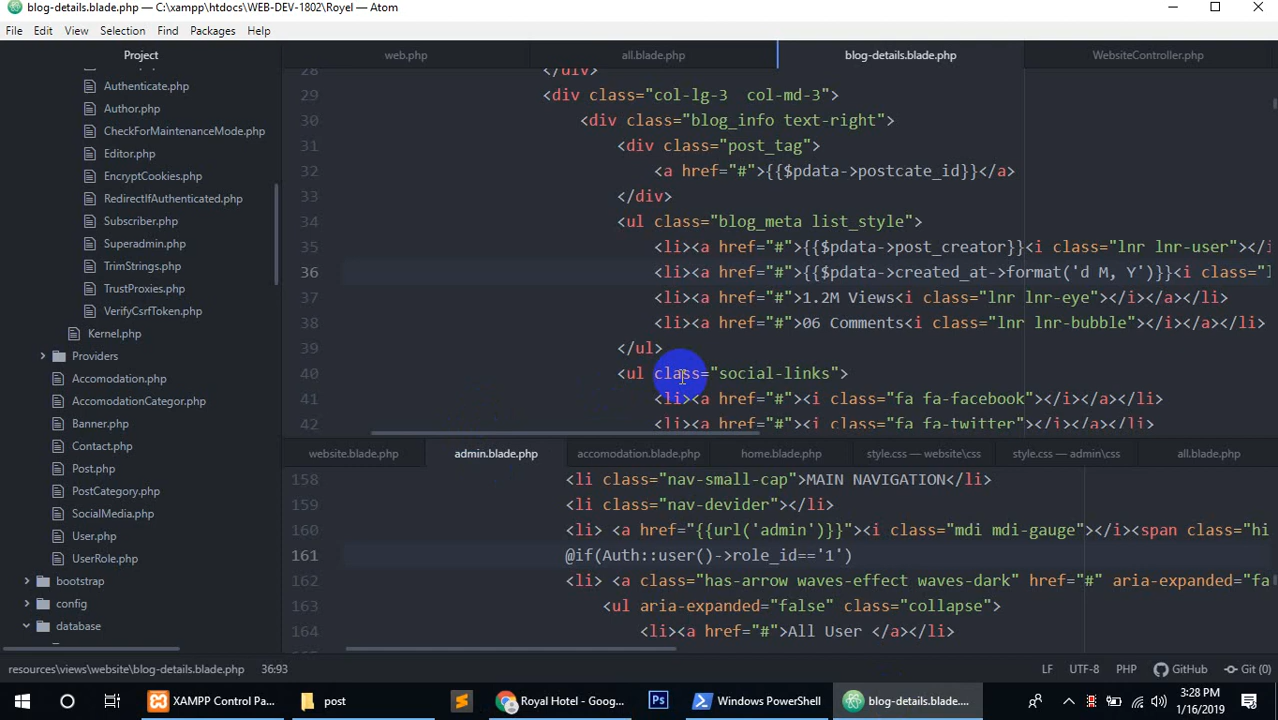 blog-details.blade.php — C:\xampp\htdocs\WEB-DEV-1802\Royel — Atom
File Edit View Selection Find Packages Help
Project
Authenticate.php
Author.php
CheckForMaintenanceMode.php
Editor.php
EncryptCookies.php
RedirectIfAuthenticated.php
Subscriber.php
Superadmin.php
TrimStrings.php
TrustProxies.php
VerifyCsrfToken.php
Kernel.php
Providers
Accomodation.php
AccomodationCategor.php
Banner.php
Contact.php
Post.php
PostCategory.php
SocialMedia.php
User.php
UserRole.php
bootstrap
config
database
web.php all.blade.php blog-details.blade.php WebsiteController.php
28 </div>
29 <div class="col-lg-3  col-md-3">
30 <div class="blog_info text-right">
31 <div class="post_tag">
32 <a href="#">{{$pdata->postcate_id}}</a>
33 </div>
34 <ul class="blog_meta list_style">
35 <li><a href="#">{{$pdata->post_creator}}<i class="lnr lnr-user"></i
36 <li><a href="#">{{$pdata->created_at->format('d M, Y')}}<i class="l
37 <li><a href="#">1.2M Views<i class="lnr lnr-eye"></i></a></li>
38 <li><a href="#">06 Comments<i class="lnr lnr-bubble"></i></a></li>
39 </ul>
40 <ul class="social-links">
41 <li><a href="#"><i class="fa fa-facebook"></i></a></li>
42 <li><a href="#"><i class="fa fa-twitter"></i></a></li>
website.blade.php admin.blade.php accomodation.blade.php home.blade.php style.css — website\css style.css — admin\css all.blade.php
158 <li class="nav-small-cap">MAIN NAVIGATION</li>
159 <li class="nav-devider"></li>
160 <li> <a href="{{url('admin')}}"><i class="mdi mdi-gauge"></i><span class="hi
161 @if(Auth::user()->role_id=='1')
162 <li> <a class="has-arrow waves-effect waves-dark" href="#" aria-expanded="fa
163 <ul aria-expanded="false" class="collapse">
164 <li><a href="#">All User </a></li>
resources\views\website\blog-details.blade.php 36:93 LF UTF-8 PHP GitHub Git (0)
XAMPP Control Pa... post Royal Hotel - Goog... Ps Windows PowerShell blog-details.blade....
3:28 PM
1/16/2019